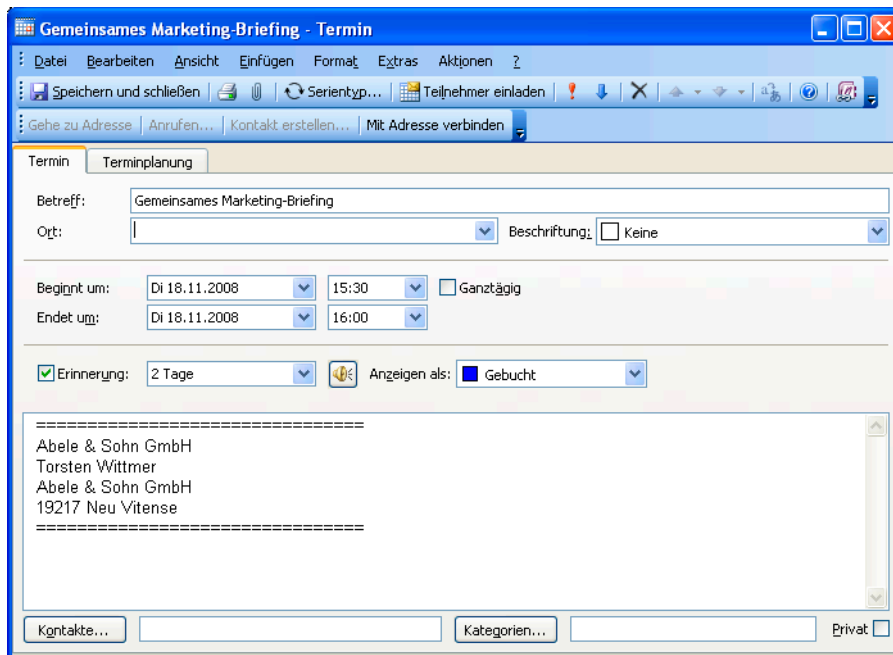 Gemeinsames Marketing-Briefing - Termin
Datei Bearbeiten Ansicht Einfügen Format Extras Aktionen ?
Speichern und schließen Serientyp... Teilnehmer einladen
Gehe zu Adresse Anrufen... Kontakt erstellen... Mit Adresse verbinden
Termin Terminplanung
Betreff: Gemeinsames Marketing-Briefing
Ort: Beschriftung: Keine
Beginnt um: Di 18.11.2008 15:30 Ganztägig
Endet um: Di 18.11.2008 16:00
Erinnerung: 2 Tage Anzeigen als: Gebucht
================================
Abele & Sohn GmbH
Torsten Wittmer
Abele & Sohn GmbH
19217 Neu Vitense
================================
Kontakte... Kategorien... Privat